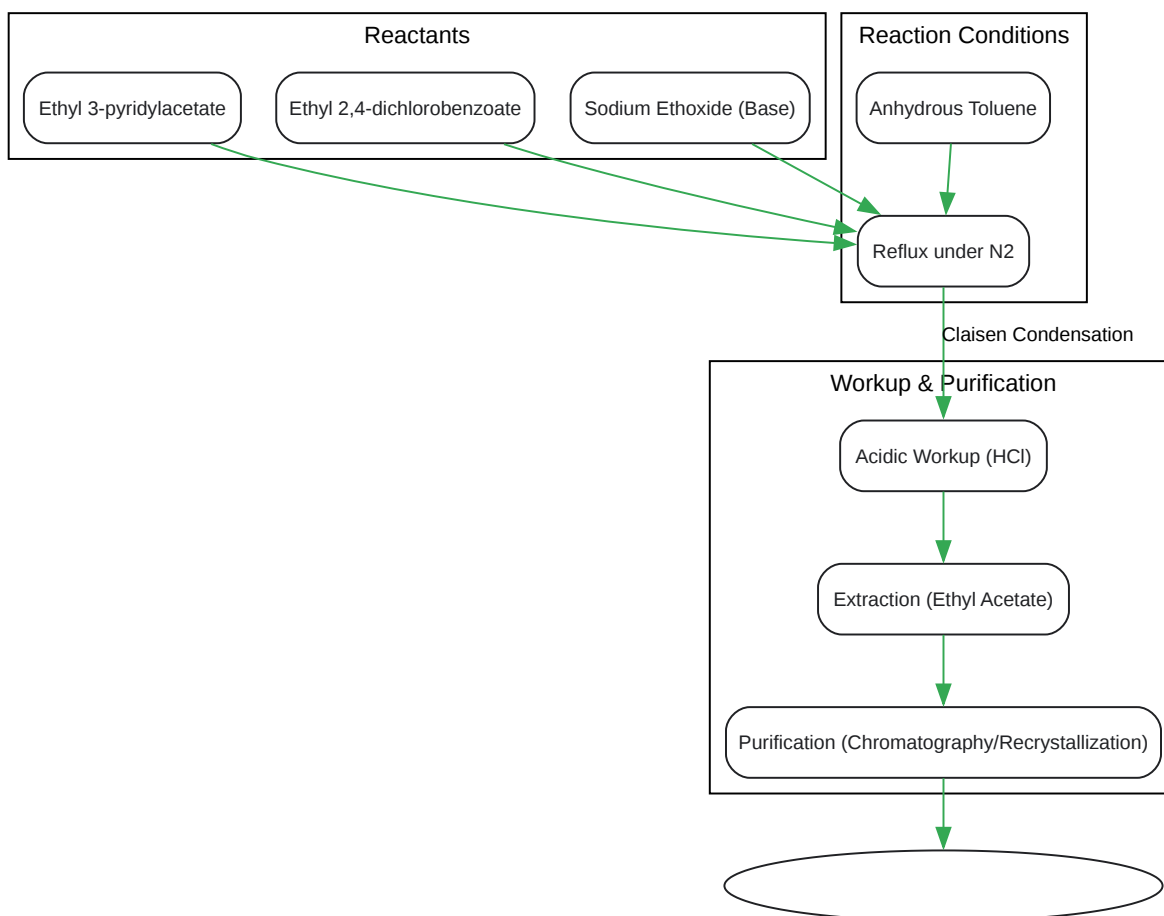 Reactants
Reaction Conditions
Ethyl 3-pyridylacetate
Ethyl 2,4-dichlorobenzoate
Sodium Ethoxide (Base)
Anhydrous Toluene
Reflux under N2
Claisen Condensation
Workup & Purification
Acidic Workup (HCl)
Extraction (Ethyl Acetate)
Purification (Chromatography/Recrystallization)